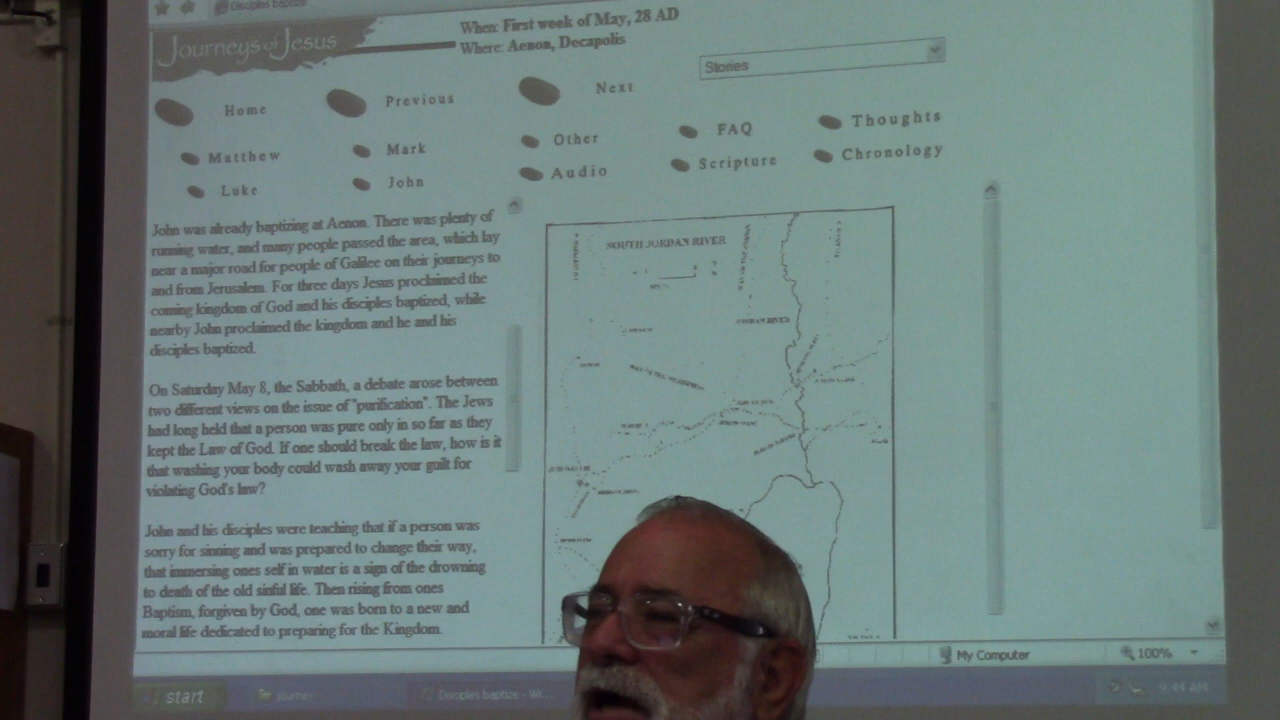 Disciples baptize
Journeys of Jesus
When: First week of May, 28 AD
Where: Aenon, Decapolis
Stories
Home
Previous
Next
Matthew
Mark
Other
FAQ
Thoughts
Luke
John
Audio
Scripture
Chronology
John was already baptizing at Aenon. There was plenty of
running water, and many people passed the area, which lay
near a major road for people of Galilee on their journeys to
and from Jerusalem. For three days Jesus proclaimed the
coming kingdom of God and his disciples baptized, while
nearby John proclaimed the kingdom and he and his
disciples baptized.
On Saturday May 8, the Sabbath, a debate arose between
two different views on the issue of "purification". The Jews
had long held that a person was pure only in so far as they
kept the Law of God. If one should break the law, how is it
that washing your body could wash away your guilt for
violating God's law?
John and his disciples were teaching that if a person was
sorry for sinning and was prepared to change their way,
that immersing ones self in water is a sign of the drowning
to death of the old sinful life. Then rising from ones
Baptism, forgiven by God, one was born to a new and
moral life dedicated to preparing for the Kingdom.
SOUTH JORDAN RIVER
JORDAN RIVER
My Computer
100%
start
journey
Disciples baptize - Wi...
9:44 AM